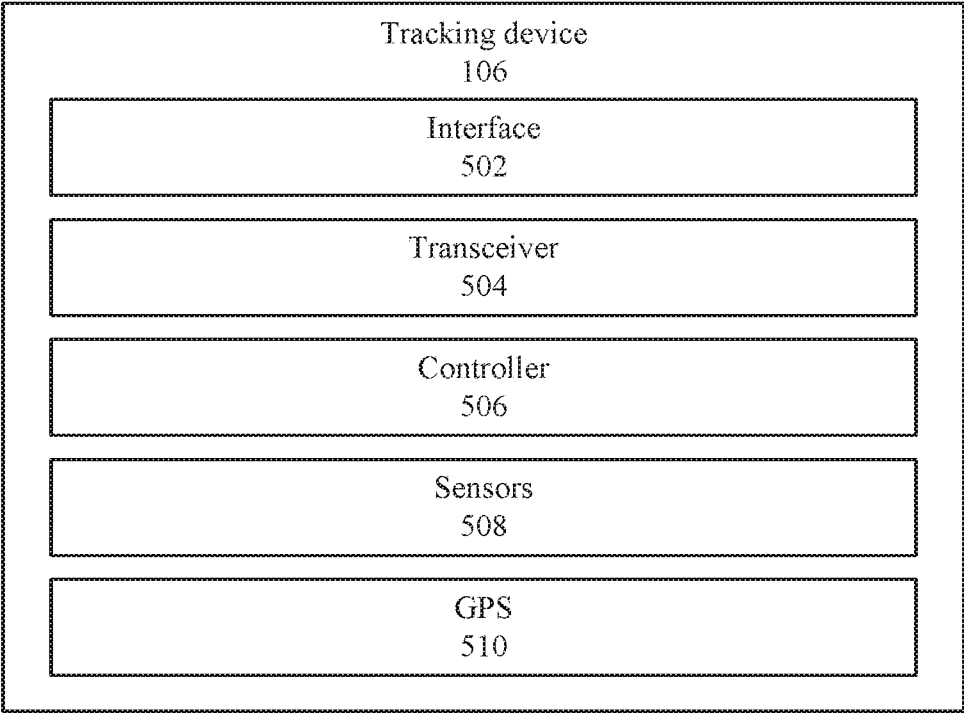 Tracking device
106
Interface
502
Transceiver
504
Controller
506
Sensors
508
GPS
510